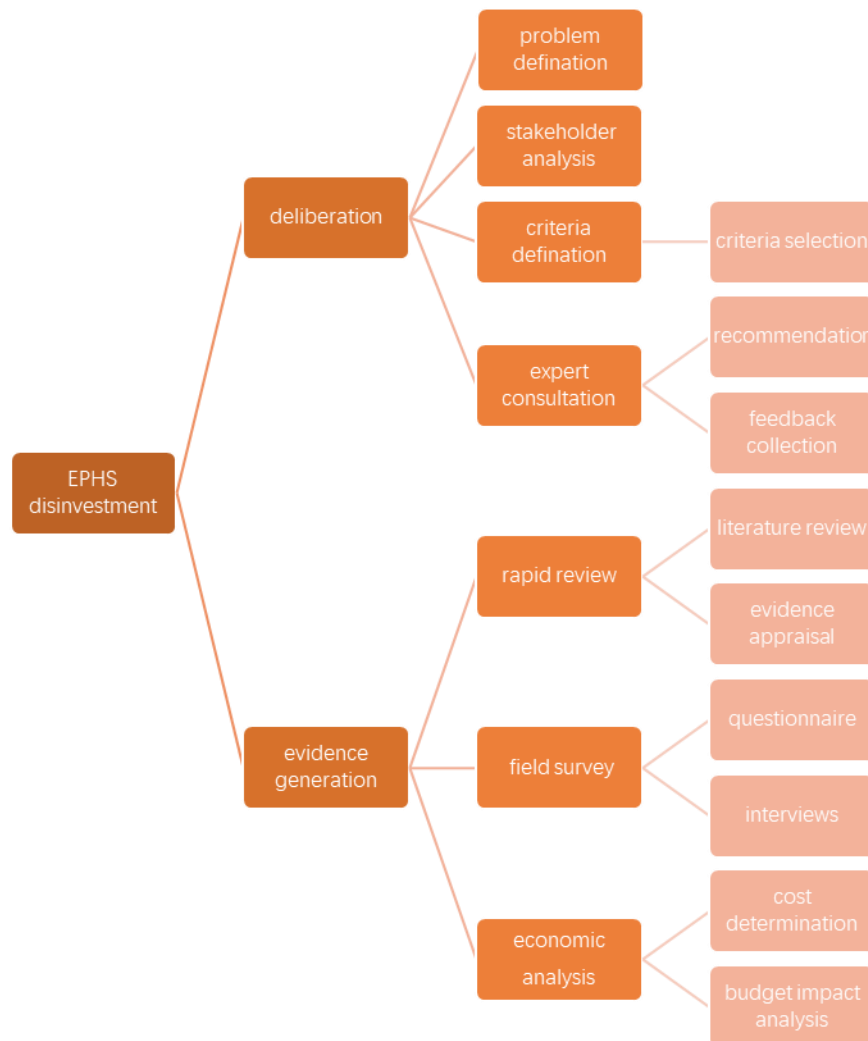 problem
defination
stakeholder
analysis
deliberation
criteria
defination
criteria selection
recommendation
expert
consultation
feedback
collection
EPHS
disinvestment
literature review
rapid review
evidence
appraisal
questionnaire
evidence
generation
field survey
interviews
cost
determination
economic
analysis
budget impact
analysis